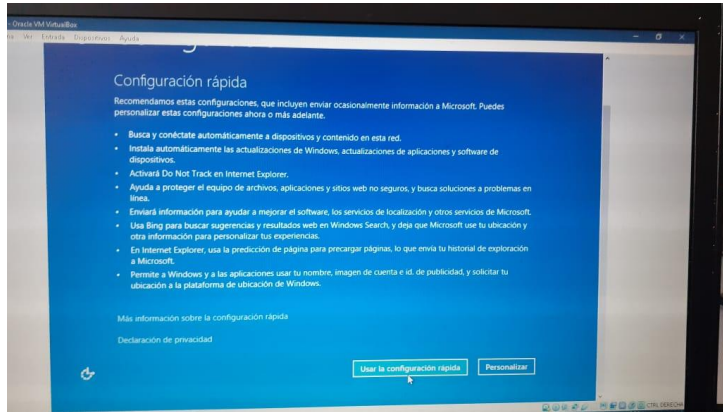 - Oracle VM VirtualBox
Ver Entrada Dispositivos Ayuda
Configuración rápida
Recomendamos estas configuraciones, que incluyen enviar ocasionalmente información a Microsoft. Puedes
personalizar estas configuraciones ahora o más adelante.
• Busca y conéctate automáticamente a dispositivos y contenido en esta red.
• Instala automáticamente las actualizaciones de Windows, actualizaciones de aplicaciones y software de
dispositivos.
• Activará Do Not Track en Internet Explorer.
• Ayuda a proteger el equipo de archivos, aplicaciones y sitios web no seguros, y busca soluciones a problemas en
línea.
• Enviará información para ayudar a mejorar el software, los servicios de localización y otros servicios de Microsoft.
• Usa Bing para buscar sugerencias y resultados web en Windows Search, y deja que Microsoft use tu ubicación y
otra información para personalizar tus experiencias.
• En Internet Explorer, usa la predicción de página para precargar páginas, lo que envía tu historial de exploración
a Microsoft.
• Permite a Windows y a las aplicaciones usar tu nombre, imagen de cuenta e id. de publicidad, y solicitar tu
ubicación a la plataforma de ubicación de Windows.
Más información sobre la configuración rápida
Declaración de privacidad
Usar la configuración rápida Personalizar
CTRL DERECHA